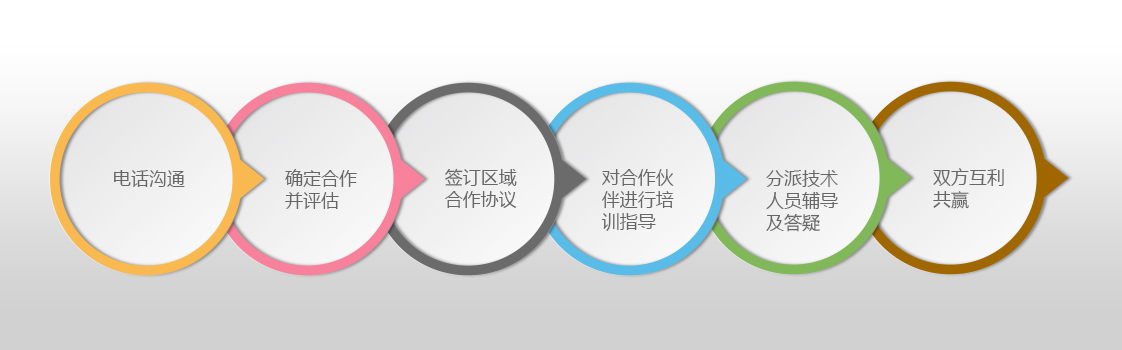 电话沟通
确定合作
并评估
签订区域
合作协议
对合作伙
伴进行培
训指导
分派技术
人员辅导
及答疑
双方互利
共赢